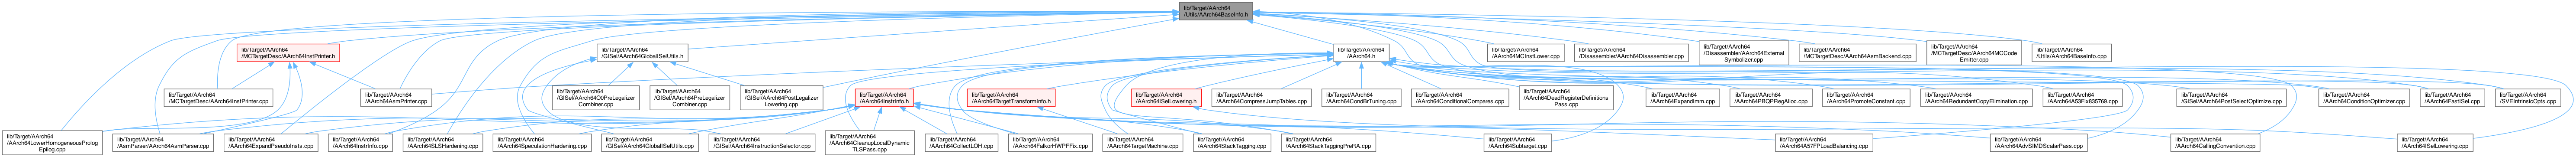 lib/Target/AArch64
/Utils/AArch64BaseInfo.h
lib/Target/AArch64
/MCTargetDesc/AArch64InstPrinter.h
lib/Target/AArch64
/GISel/AArch64GlobalISelUtils.h
lib/Target/AArch64
/AArch64.h
lib/Target/AArch64
/AArch64MCInstLower.cpp
lib/Target/AArch64
/Disassembler/AArch64Disassembler.cpp
lib/Target/AArch64
/Disassembler/AArch64External
Symbolizer.cpp
lib/Target/AArch64
/MCTargetDesc/AArch64AsmBackend.cpp
lib/Target/AArch64
/MCTargetDesc/AArch64MCCode
Emitter.cpp
lib/Target/AArch64
/Utils/AArch64BaseInfo.cpp
lib/Target/AArch64
/MCTargetDesc/AArch64InstPrinter.cpp
lib/Target/AArch64
/AArch64AsmPrinter.cpp
lib/Target/AArch64
/GISel/AArch64O0PreLegalizer
Combiner.cpp
lib/Target/AArch64
/GISel/AArch64PreLegalizer
Combiner.cpp
lib/Target/AArch64
/GISel/AArch64PostLegalizer
Lowering.cpp
lib/Target/AArch64
/AArch64InstrInfo.h
lib/Target/AArch64
/AArch64TargetTransformInfo.h
lib/Target/AArch64
/AArch64ISelLowering.h
lib/Target/AArch64
/AArch64CompressJumpTables.cpp
lib/Target/AArch64
/AArch64CondBrTuning.cpp
lib/Target/AArch64
/AArch64ConditionalCompares.cpp
lib/Target/AArch64
/AArch64DeadRegisterDefinitions
Pass.cpp
lib/Target/AArch64
/AArch64ExpandImm.cpp
lib/Target/AArch64
/AArch64PBQPRegAlloc.cpp
lib/Target/AArch64
/AArch64PromoteConstant.cpp
lib/Target/AArch64
/AArch64RedundantCopyElimination.cpp
lib/Target/AArch64
/AArch64A53Fix835769.cpp
lib/Target/AArch64
/GISel/AArch64PostSelectOptimize.cpp
lib/Target/AArch64
/AArch64ConditionOptimizer.cpp
lib/Target/AArch64
/AArch64FastISel.cpp
lib/Target/AArch64
/SVEIntrinsicOpts.cpp
lib/Target/AArch64
/AArch64LowerHomogeneousProlog
Epilog.cpp
lib/Target/AArch64
/AsmParser/AArch64AsmParser.cpp
lib/Target/AArch64
/AArch64ExpandPseudoInsts.cpp
lib/Target/AArch64
/AArch64InstrInfo.cpp
lib/Target/AArch64
/AArch64SLSHardening.cpp
lib/Target/AArch64
/AArch64SpeculationHardening.cpp
lib/Target/AArch64
/GISel/AArch64GlobalISelUtils.cpp
lib/Target/AArch64
/GISel/AArch64InstructionSelector.cpp
lib/Target/AArch64
/AArch64CleanupLocalDynamic
TLSPass.cpp
lib/Target/AArch64
/AArch64CollectLOH.cpp
lib/Target/AArch64
/AArch64FalkorHWPFFix.cpp
lib/Target/AArch64
/AArch64TargetMachine.cpp
lib/Target/AArch64
/AArch64StackTagging.cpp
lib/Target/AArch64
/AArch64StackTaggingPreRA.cpp
lib/Target/AArch64
/AArch64Subtarget.cpp
lib/Target/AArch64
/AArch64A57FPLoadBalancing.cpp
lib/Target/AArch64
/AArch64AdvSIMDScalarPass.cpp
lib/Target/AArch64
/AArch64CallingConvention.cpp
lib/Target/AArch64
/AArch64ISelLowering.cpp